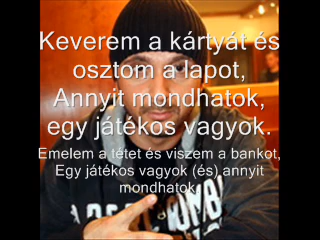 Keverem a kártyát és
osztom a lapot,
Annyit mondhatok,
egy játékos vagyok.
Emelem a tétet és viszem a bankot,
Egy játékos vagyok (és) annyit
mondhatok